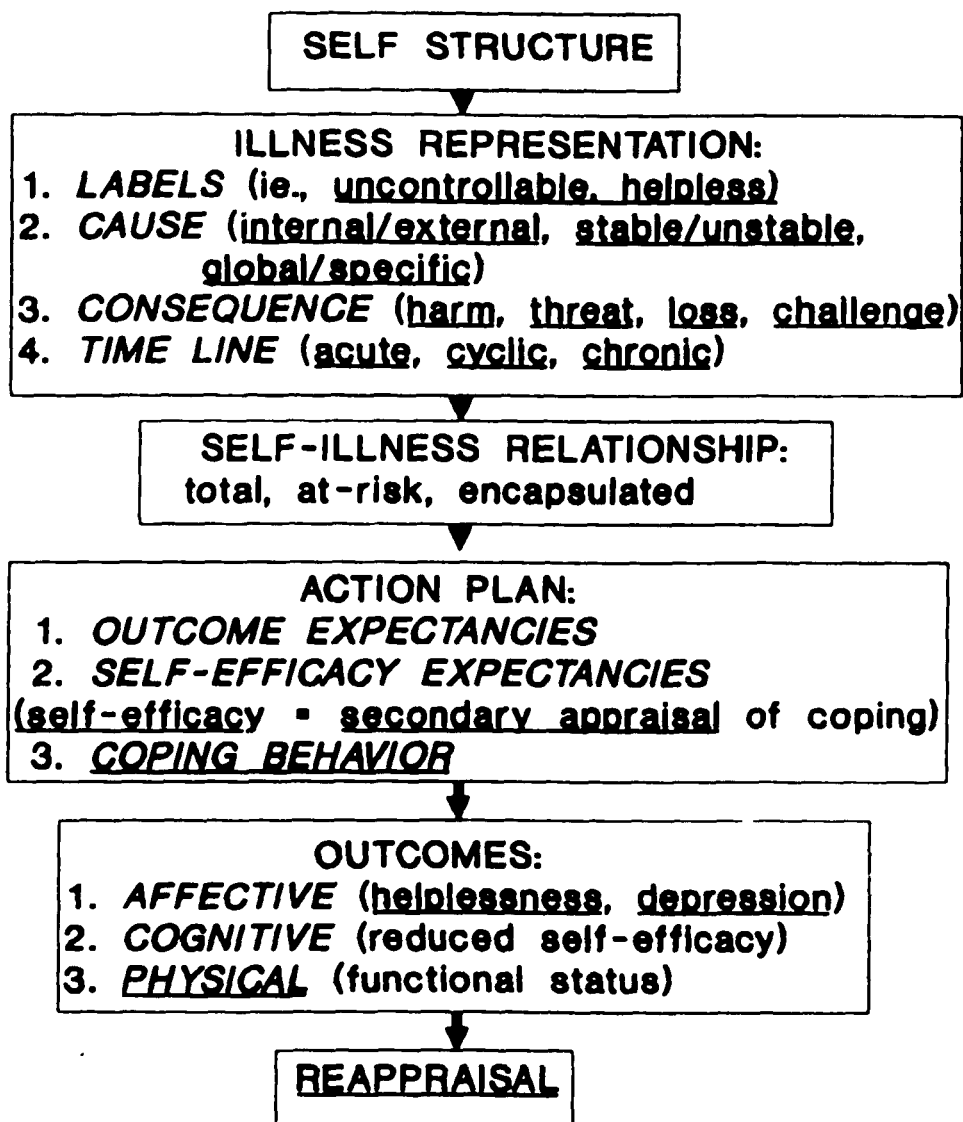 SELF STRUCTURE
ILLNESS REPRESENTATION:
1. LABELS (ie., uncontrollable, helpless)
2. CAUSE (internal/external, stable/unstable,
global/specific)
3. CONSEQUENCE (harm, threat, loss, challenge)
4. TIME LINE (acute, cyclic, chronic)
SELF-ILLNESS RELATIONSHIP:
total, at-risk, encapsulated
ACTION PLAN:
1. OUTCOME EXPECTANCIES
2. SELF-EFFICACY EXPECTANCIES
(self-efficacy = secondary appraisal of coping)
3. COPING BEHAVIOR
OUTCOMES:
1. AFFECTIVE (helplessness, depression)
2. COGNITIVE (reduced self-efficacy)
3. PHYSICAL (functional status)
REAPPRAISAL